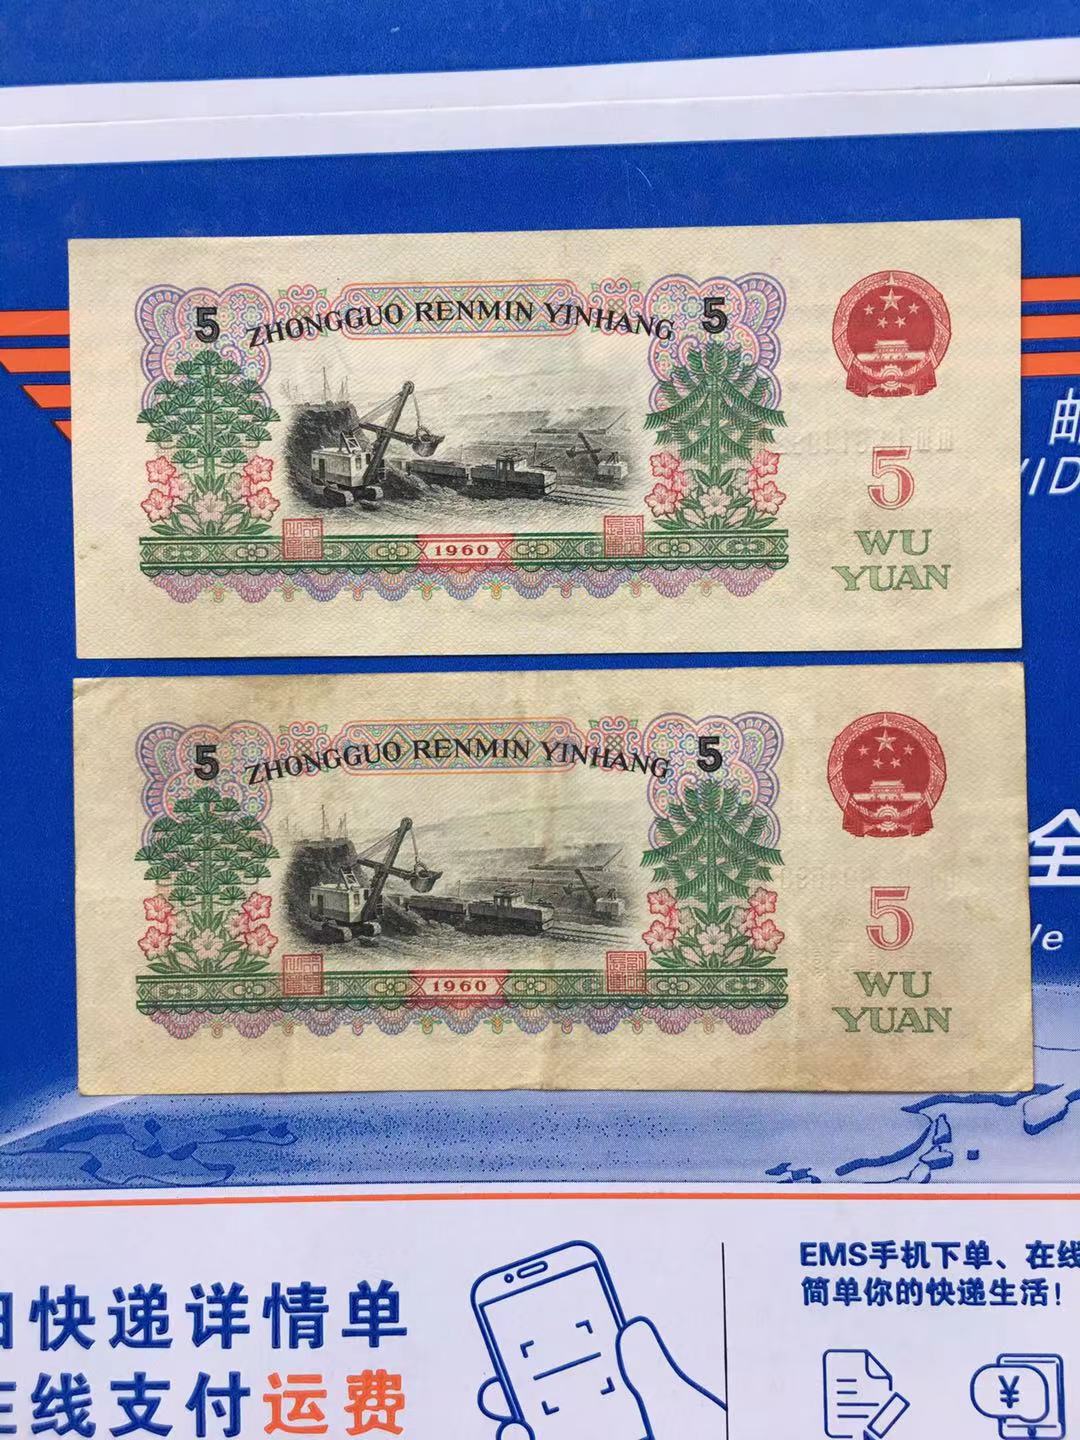 5 ZHONGGUO RENMIN YINHANG 5
邮
5
1960
WU
YUAN
5 ZHONGGUO RENMIN YINHANG 5
全
5
1960
WU
YUAN
快递详情单
线支付运费
EMS手机下单、在线
简单你的快递生活！
¥